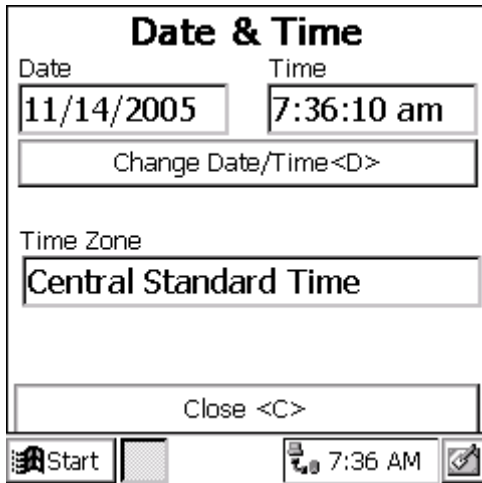 Date & Time
Date Time
11/14/2005 7:36:10 am
Change Date/Time<D>
Time Zone
Central Standard Time
Close <C>
Start 7:36 AM